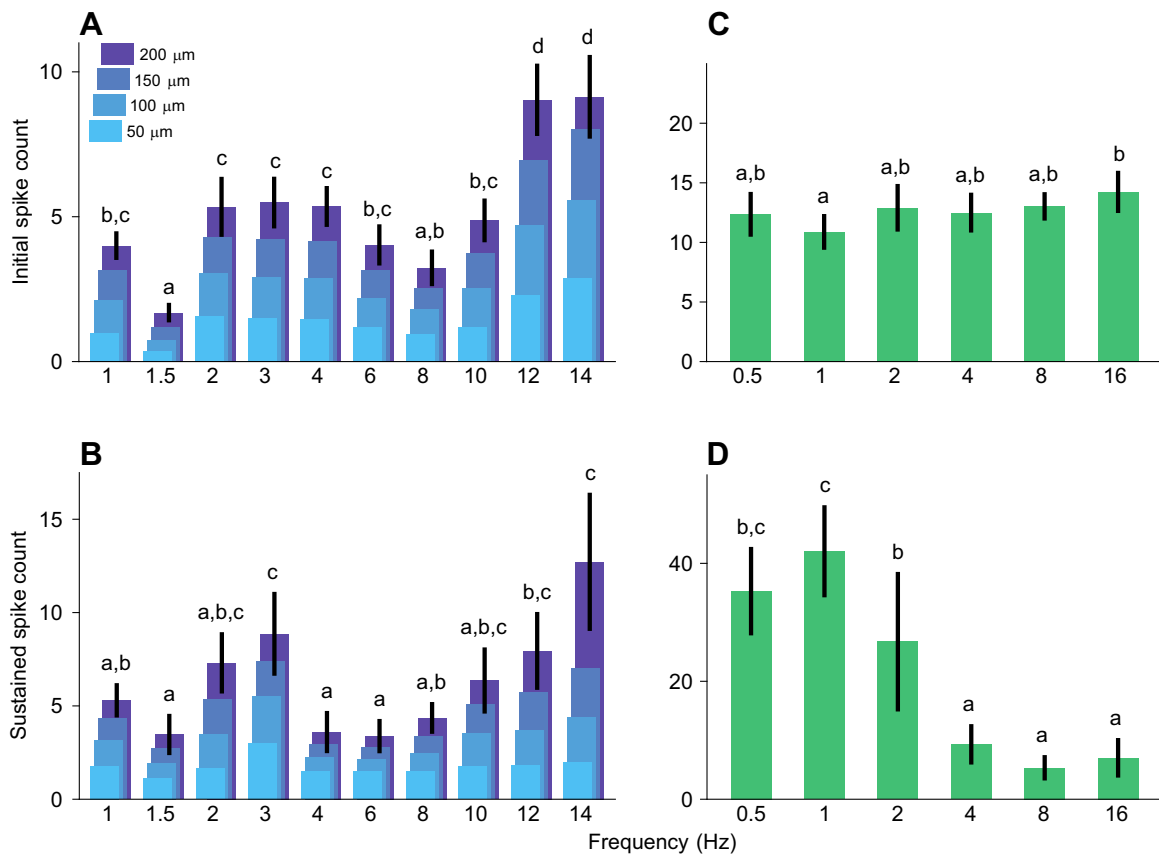 A
200 μm
150 μm
100 μm
50 μm
Initial spike count
10
5
0
b,c
a
c
c
c
b,c
a,b
b,c
d
d
1 1.5 2 3 4 6 8 10 12 14
C
20
15
10
5
0
a,b
a
a,b
a,b
a,b
b
0.5 1 2 4 8 16
B
Sustained spike count
15
10
5
0
a,b
a
a,b,c
c
a
a
a,b
a,b,c
b,c
c
1 1.5 2 3 4 6 8 10 12 14
D
40
20
0
b,c
c
b
a
a
a
0.5 1 2 4 8 16
Frequency (Hz)